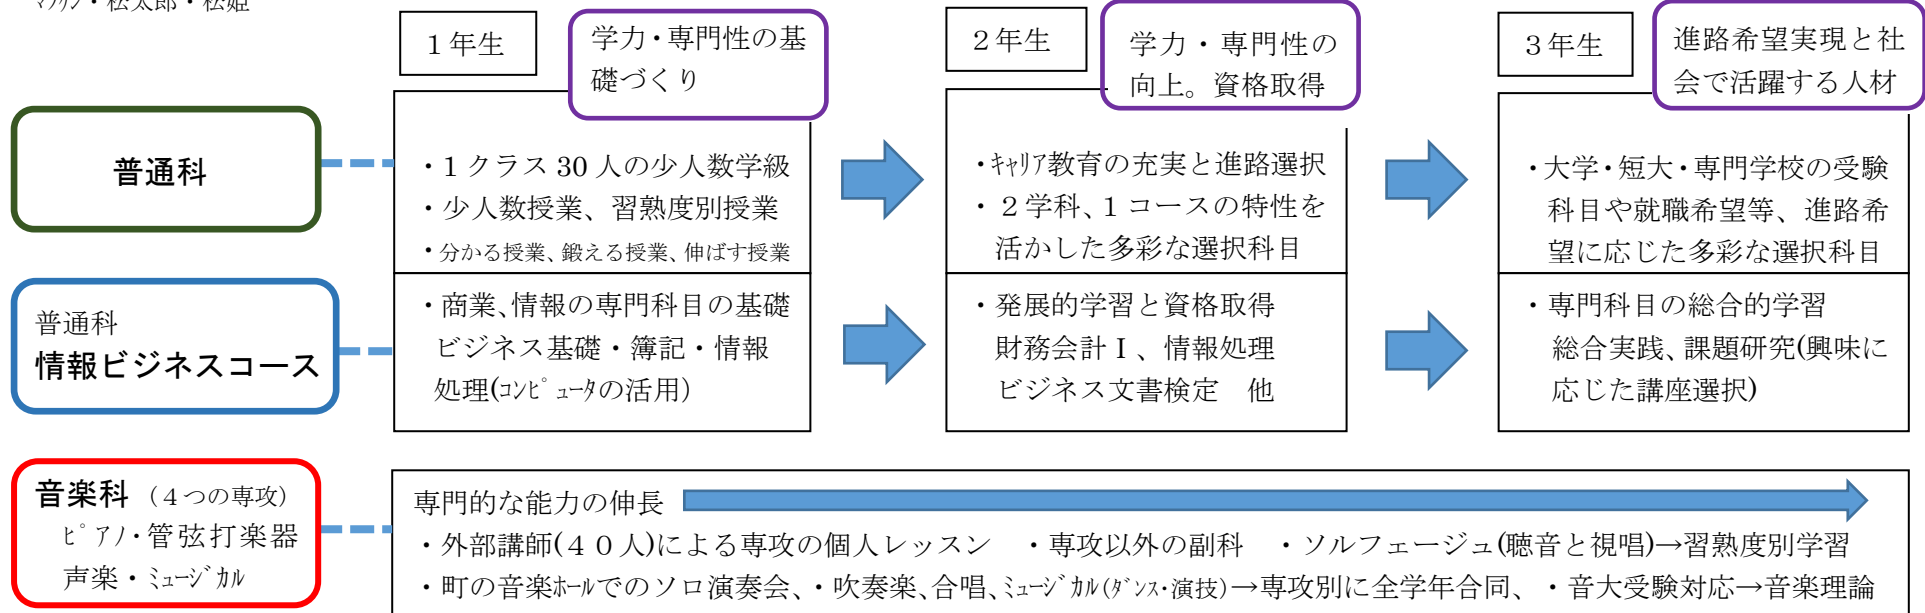 マツリン・松太郎・松姫
1年生
学力・専門性の基
礎づくり
2年生
学力・専門性の
向上。資格取得
3年生
進路希望実現と社
会で活躍する人材
普通科
・1クラス 30 人の少人数学級
・少人数授業、習熟度別授業
・分かる授業、鍛える授業、伸ばす授業
・ｷｬﾘｱ教育の充実と進路選択
・2学科、1コースの特性を
活かした多彩な選択科目
・大学・短大・専門学校の受験
科目や就職希望等、進路希
望に応じた多彩な選択科目
普通科
情報ビジネスコース
・商業、情報の専門科目の基礎
ビジネス基礎・簿記・情報
処理(ｺﾝﾋﾟｭｰﾀの活用)
・発展的学習と資格取得
財務会計Ⅰ、情報処理
ビジネス文書検定　他
・専門科目の総合的学習
総合実践、課題研究(興味に
応じた講座選択)
音楽科（4つの専攻）
ﾋﾟｱﾉ・管弦打楽器
声楽・ﾐｭｰｼﾞｶﾙ
専門的な能力の伸長
・外部講師(４０人)による専攻の個人レッスン　・専攻以外の副科　・ソルフェージュ(聴音と視唱)→習熟度別学習
・町の音楽ﾎｰﾙでのソロ演奏会、・吹奏楽、合唱、ﾐｭｰｼﾞｶﾙ(ﾀﾞﾝｽ・演技)→専攻別に全学年合同、・音大受験対応→音楽理論